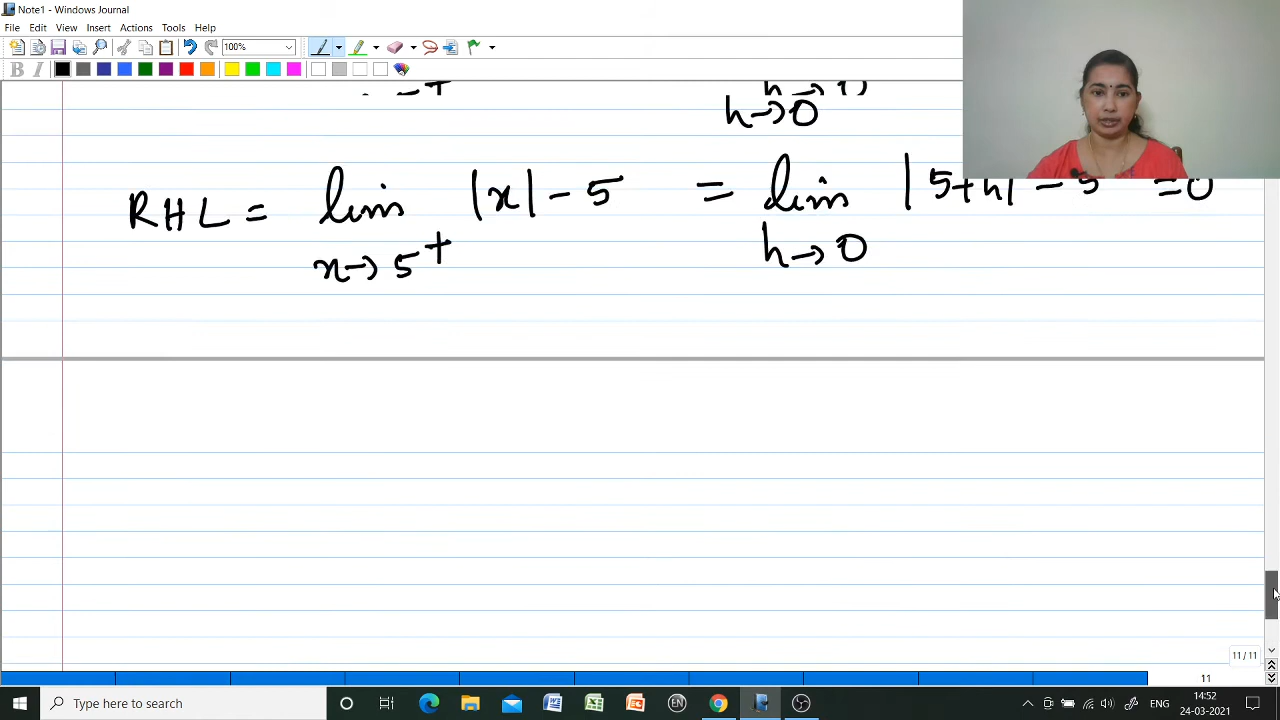 Note1 - Windows Journal
File Edit View Insert Actions Tools Help
100%
B I
h→0
RHL = lim |x| - 5 = lim |5+h| - 5 = 0
x→5⁺ h→0
11 / 11
11
Type here to search
EN
ENG
14:52
24-03-2021